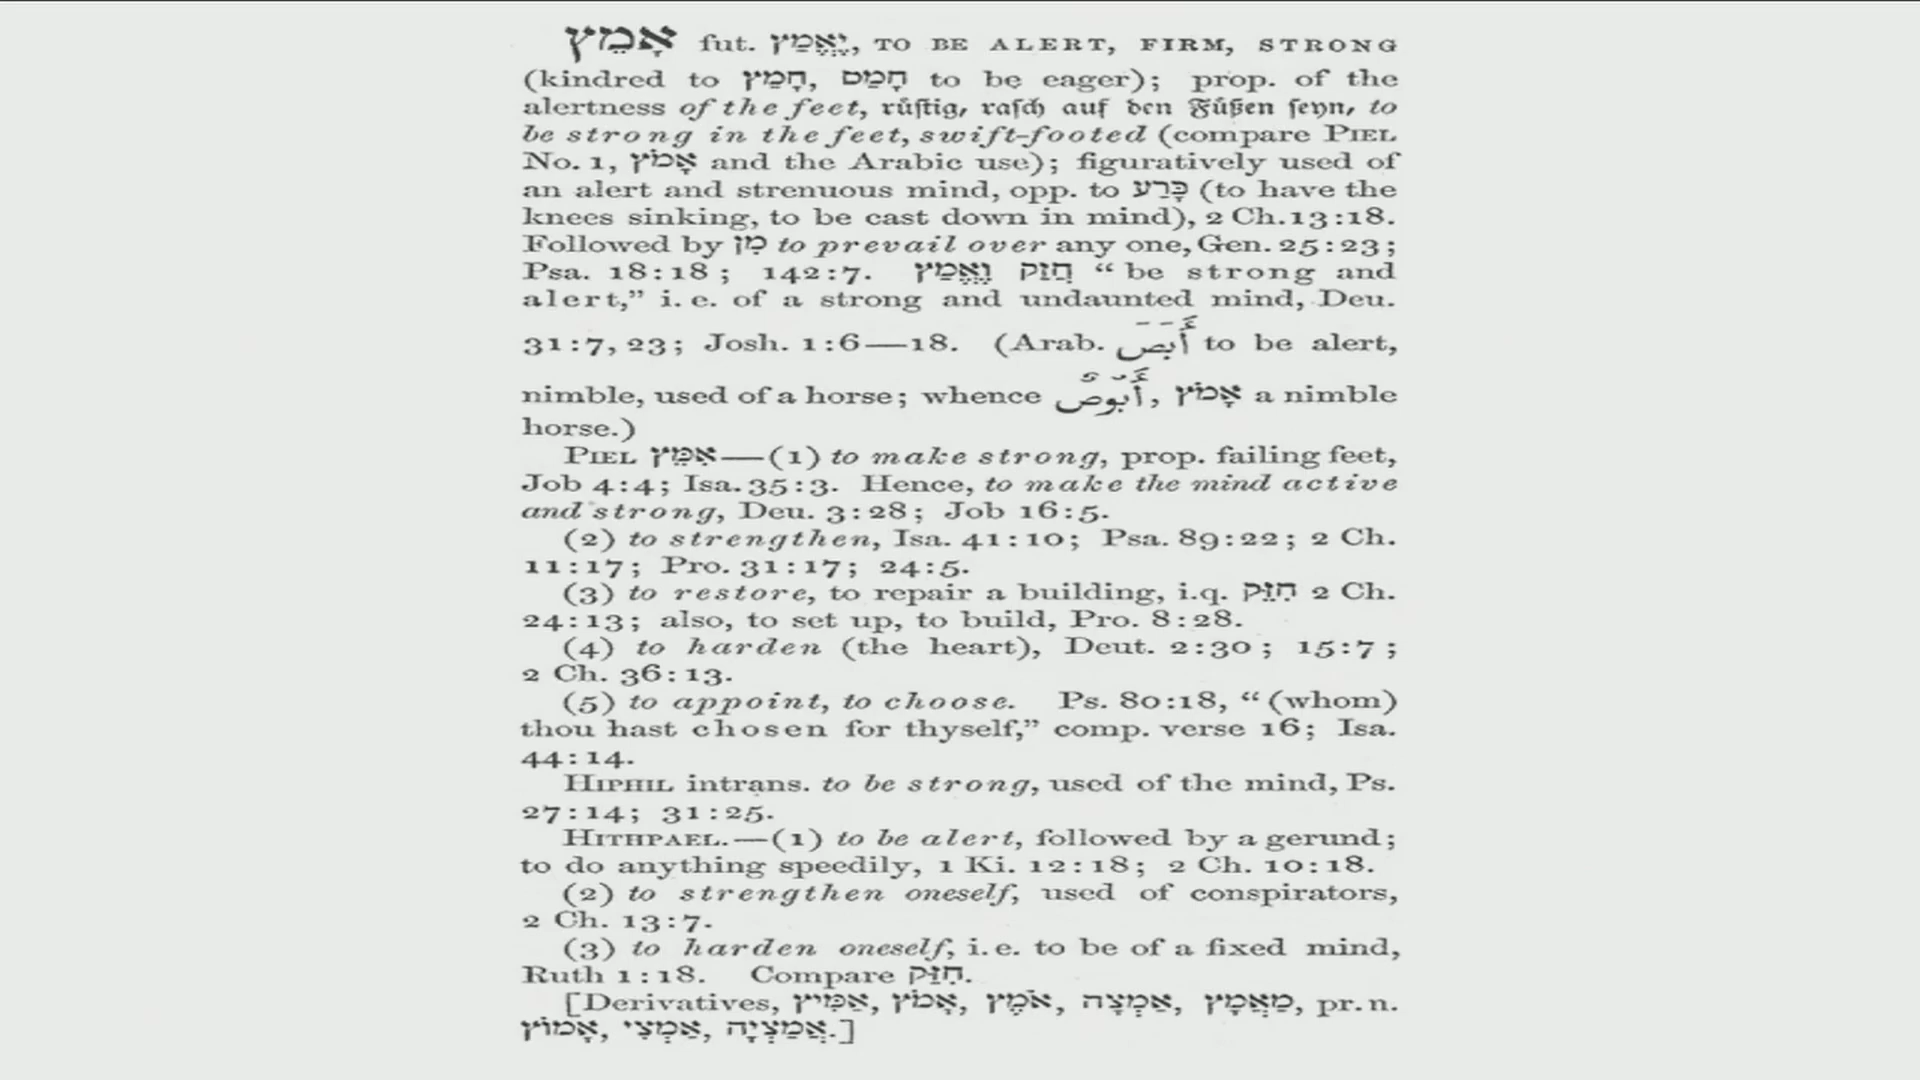 אָמֵץ fut. יֶאֱמַץ, TO BE ALERT, FIRM, STRONG
(kindred to חָמַץ, חָמַם to be eager); prop. of the
alertness of the feet, růſtig, raſch auf den Fůßen ſeyn, to
be strong in the feet, swift-footed (compare PIEL
No. 1, אָמֹץ and the Arabic use); figuratively used of
an alert and strenuous mind, opp. to כָּרַע (to have the
knees sinking, to be cast down in mind), 2 Ch. 13:18.
Followed by מִן to prevail over any one, Gen. 25:23;
Psa. 18:18; 142:7. חֲזַק וֶאֱמַץ “be strong and
alert,” i. e. of a strong and undaunted mind, Deu.
31:7, 23; Josh. 1:6—18. (Arab. أَبَصَ to be alert,
nimble, used of a horse; whence أَبُوصٌ, אָמֹץ a nimble
horse.)
PIEL אִמֵּץ—(1) to make strong, prop. failing feet,
Job 4:4; Isa. 35:3. Hence, to make the mind active
and strong, Deu. 3:28; Job 16:5.
(2) to strengthen, Isa. 41:10; Psa. 89:22; 2 Ch.
11:17; Pro. 31:17; 24:5.
(3) to restore, to repair a building, i.q. חִזֵּק 2 Ch.
24:13; also, to set up, to build, Pro. 8:28.
(4) to harden (the heart), Deut. 2:30; 15:7;
2 Ch. 36:13.
(5) to appoint, to choose. Ps. 80:18, “(whom)
thou hast chosen for thyself,” comp. verse 16; Isa.
44:14.
HIPHIL intrans. to be strong, used of the mind, Ps.
27:14; 31:25.
HITHPAEL.—(1) to be alert, followed by a gerund;
to do anything speedily, 1 Ki. 12:18; 2 Ch. 10:18.
(2) to strengthen oneself, used of conspirators,
2 Ch. 13:7.
(3) to harden oneself, i. e. to be of a fixed mind,
Ruth 1:18. Compare חִזֵּק.
[Derivatives, אַמִּיץ, אָמֹץ, אֹמֶץ, אַמְצָה, מַאֲמָץ, pr. n.
אָמוֹץ, אַמְצִי, אֲמַצְיָה.]